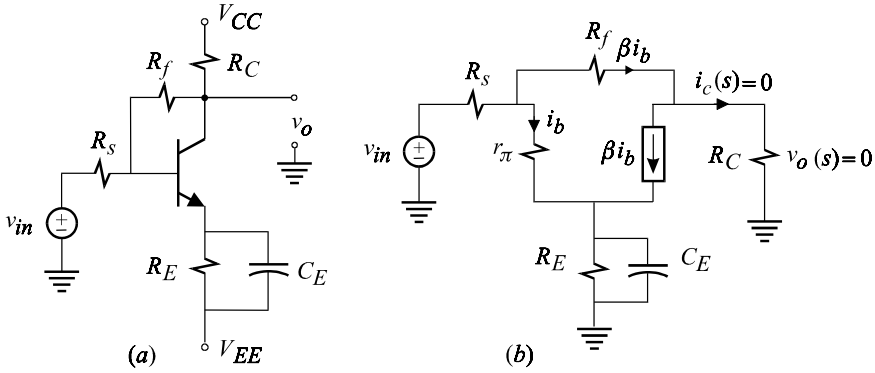 V_CC
R_f
R_C
R_s
v_o
v_in
+
−
R_E
C_E
V_EE
(a)
R_f
βi_b
R_s
i_c(s)=0
i_b
v_in
+
−
r_π
βi_b
R_C
v_o(s)=0
R_E
C_E
(b)